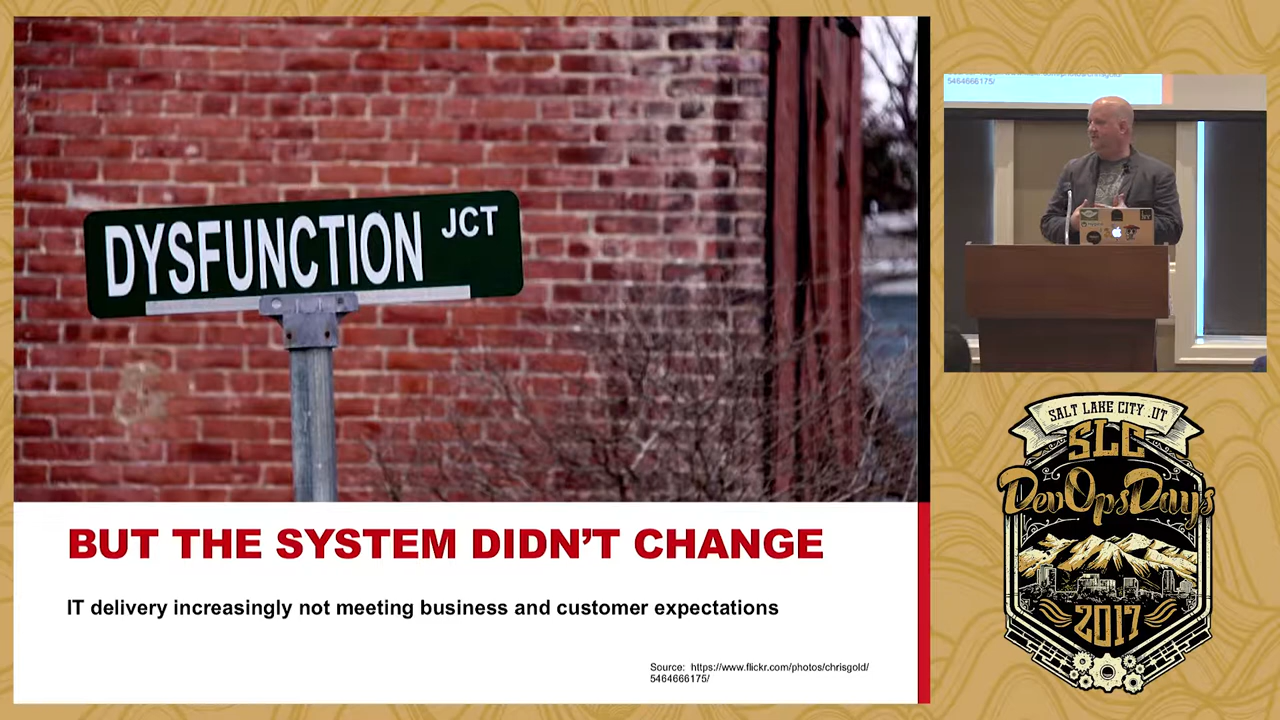 DYSFUNCTION JCT
BUT THE SYSTEM DIDN'T CHANGE
IT delivery increasingly not meeting business and customer expectations
Source: https://www.flickr.com/photos/chrisgold/
5464666175/
5464666175/
SALT LAKE CITY .UT
SLC
DevOpsDays
2017